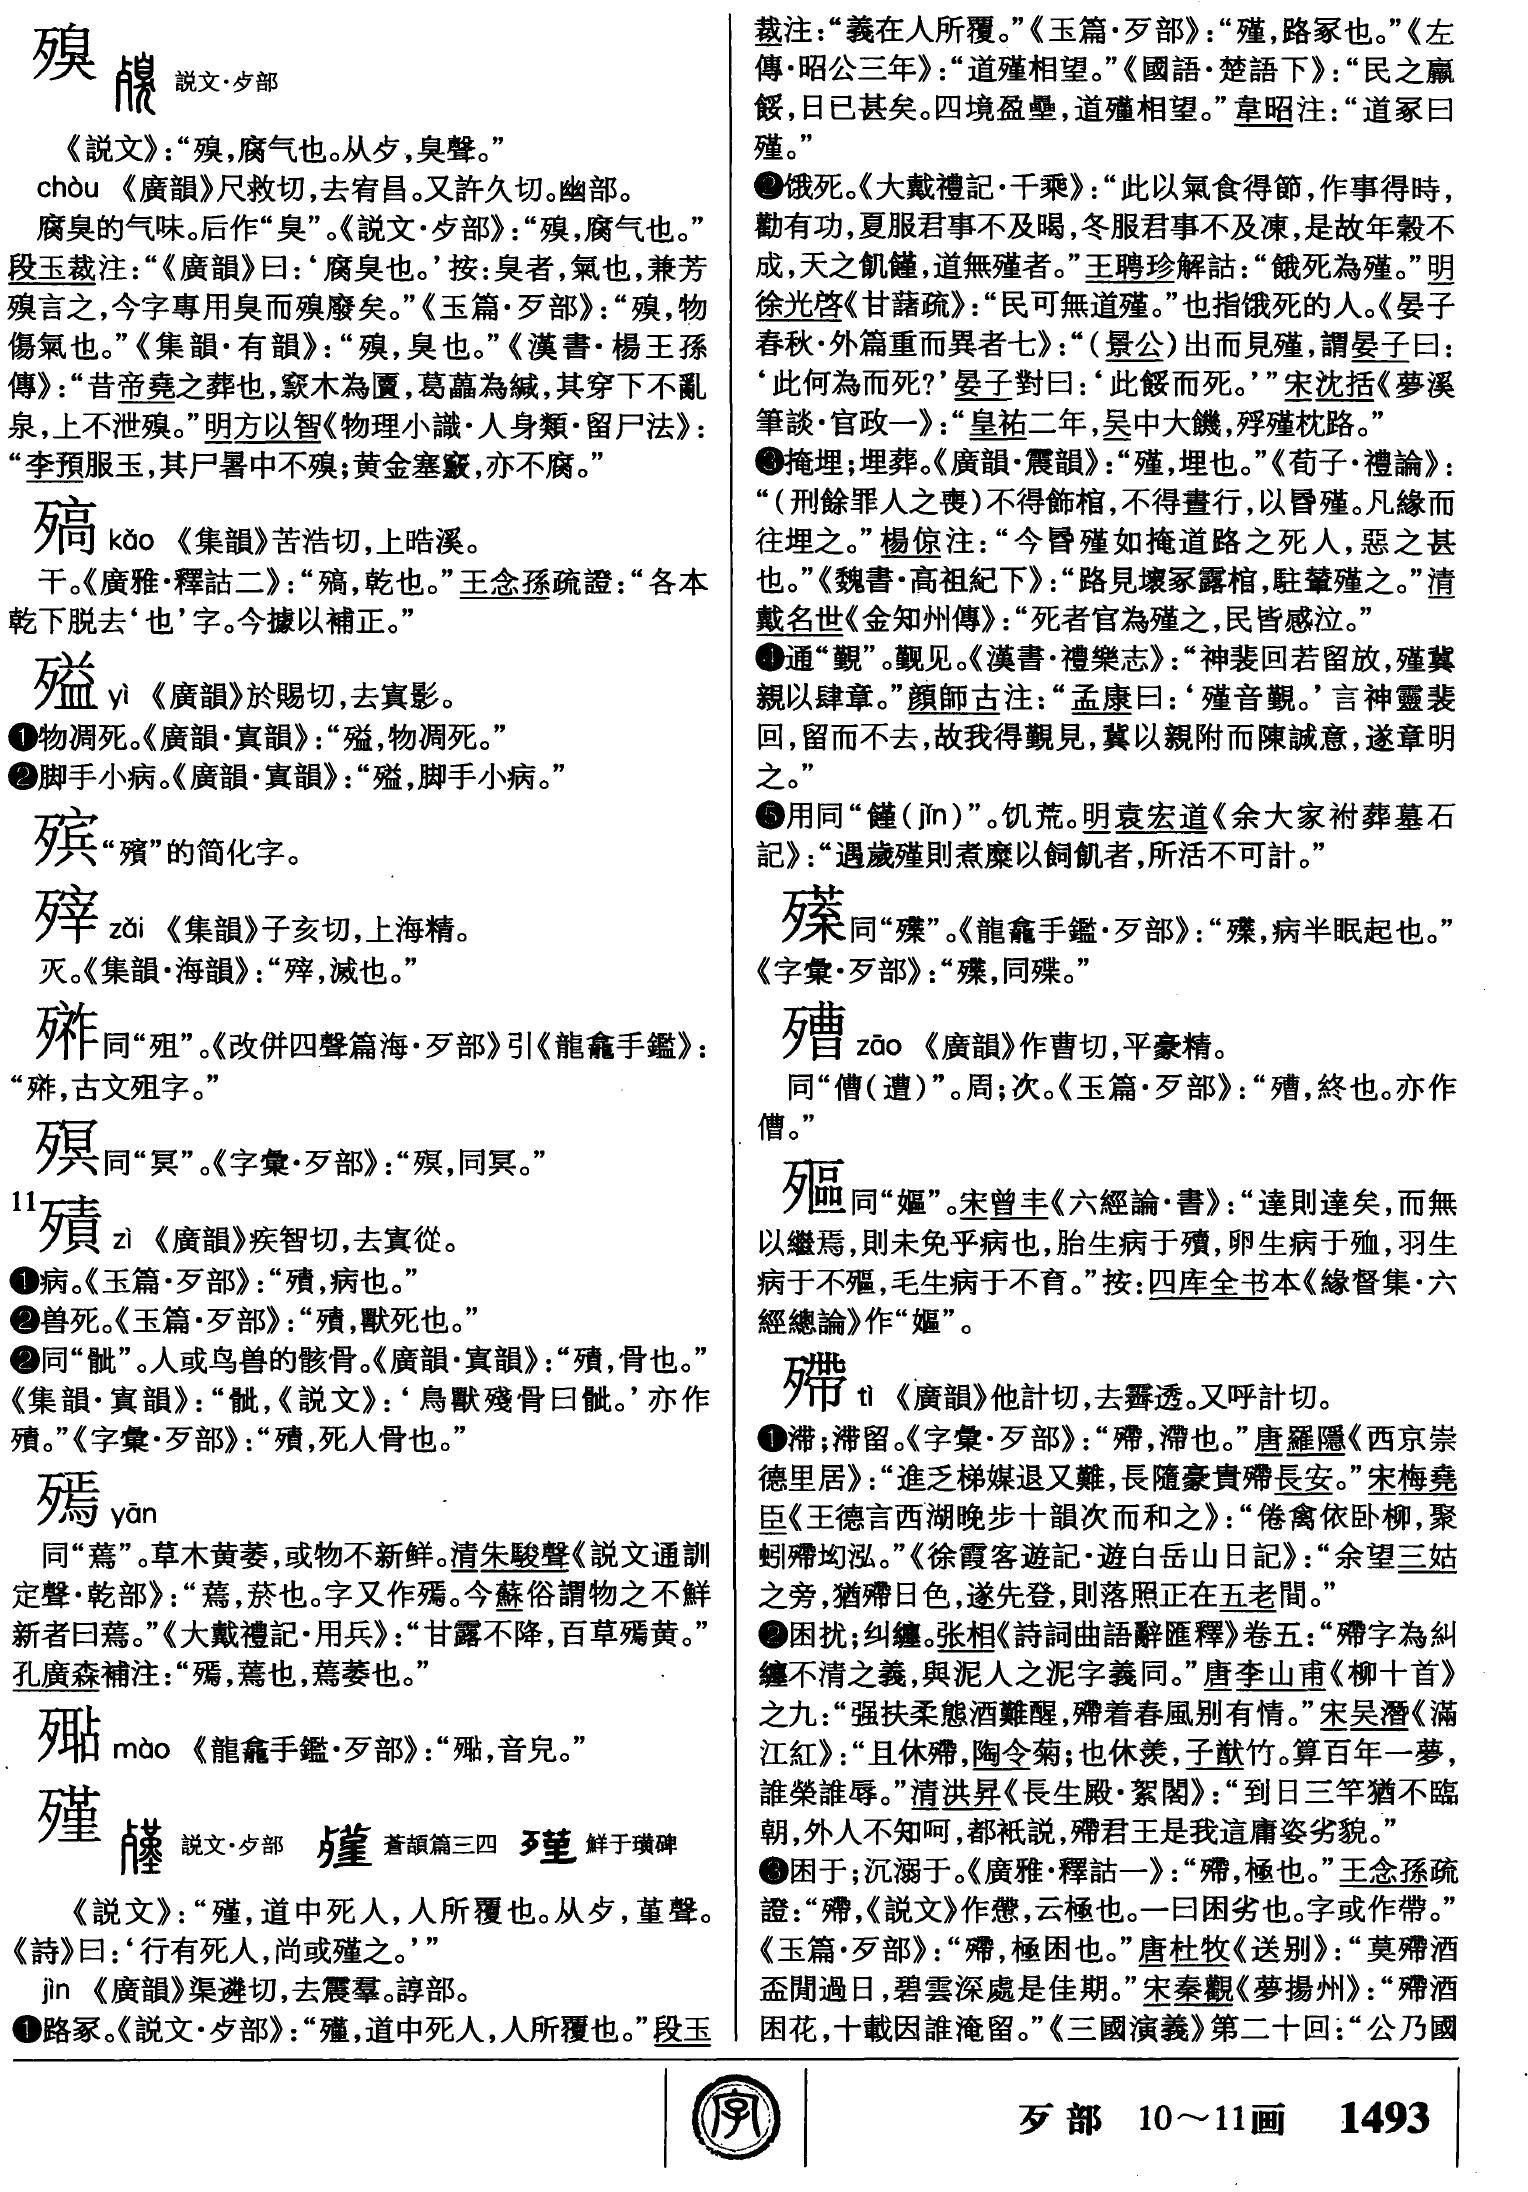 殠 説文·歺部
《説文》：“殠，腐气也。从歺，臭聲。”
chòu 《廣韻》尺救切，去宥昌。又許久切。幽部。
腐臭的气味。后作“臭”。《説文·歺部》：“殠，腐气也。”
段玉裁注：“《廣韻》曰：‘腐臭也。’按：臭者，氣也，兼芳
殠言之，今字專用臭而殠廢矣。”《玉篇·歹部》：“殠，物
傷氣也。”《集韻·有韻》：“殠，臭也。”《漢書·楊王孫
傳》：“昔帝堯之葬也，窾木為匵，葛藟為緘，其穿下不亂
泉，上不泄殠。”明方以智《物理小識·人身類·留尸法》：
“李預服玉，其尸暑中不殠；黄金塞竅，亦不腐。”
㱿 kǎo 《集韻》苦浩切，上晧溪。
干。《廣雅·釋詁二》：“，乾也。”王念孫疏證：“各本
乾下脱去‘也’字。今據以補正。”
㱲 yì 《廣韻》於賜切，去寘影。
❶物凋死。《廣韻·寘韻》：“，物凋死。”
❷脚手小病。《廣韻·寘韻》：“，脚手小病。”
殡“殯”的简化字。
zǎi 《集韻》子亥切，上海精。
灭。《集韻·海韻》：“，滅也。”
同“殂”。《改併四聲篇海·歹部》引《龍龕手鑑》：
“，古文殂字。”
同“冥”。《字彙·歹部》：“，同冥。”
11
殨 zì 《廣韻》疾智切，去寘從。
❶病。《玉篇·歹部》：“，病也。”
❷兽死。《玉篇·歹部》：“，獸死也。”
❷同“骴”。人或鸟兽的骸骨。《廣韻·寘韻》：“，骨也。”
《集韻·寘韻》：“骴，《説文》：‘鳥獸殘骨曰骴。’亦作
。”《字彙·歹部》：“，死人骨也。”
yān
同“蔫”。草木黄萎，或物不新鲜。清朱駿聲《説文通訓
定聲·乾部》：“蔫，菸也。字又作。今蘇俗謂物之不鮮
新者曰蔫。”《大戴禮記·用兵》：“甘露不降，百草黄。”
孔廣森補注：“，蔫也，蔫萎也。”
mào 《龍龕手鑑·歹部》：“，音皃。”
殣 説文·歺部 蒼頡篇三四 鮮于璜碑
《説文》：“殣，道中死人，人所覆也。从歺，堇聲。
《詩》曰：‘行有死人，尚或殣之。’”
jìn 《廣韻》渠遴切，去震羣。諄部。
❶路冢。《説文·歺部》：“殣，道中死人，人所覆也。”段玉
裁注：“義在人所覆。”《玉篇·歹部》：“殣，路冢也。”《左
傳·昭公三年》：“道殣相望。”《國語·楚語下》：“民之羸
餒，日已甚矣。四境盈壘，道殣相望。”韋昭注：“道冢曰
殣。”
❷饿死。《大戴禮記·千乘》：“此以氣食得節，作事得時，
勸有功，夏服君事不及暍，冬服君事不及凍，是故年穀不
成，天之飢饉，道無殣者。”王聘珍解詁：“餓死為殣。”明
徐光啓《甘藷疏》：“民可無道殣。”也指饿死的人。《晏子
春秋·外篇重而異者七》：“（景公）出而見殣，謂晏子曰：
‘此何為而死？’晏子對曰：‘此餒而死。’”宋沈括《夢溪
筆談·官政一》：“皇祐二年，吴中大饑，殍殣枕路。”
❸掩埋；埋葬。《廣韻·震韻》：“殣，埋也。”《荀子·禮論》：
“（刑餘罪人之喪）不得飾棺，不得晝行，以昬殣。凡緣而
往埋之。”楊倞注：“今昬殣如掩道路之死人，惡之甚
也。”《魏書·高祖紀下》：“路見壞冢露棺，駐輦殣之。”清
戴名世《金知州傳》：“死者官為殣之，民皆感泣。”
❹通“覲”。觐见。《漢書·禮樂志》：“神裴回若留放，殣冀
親以肆章。”顔師古注：“孟康曰：‘殣音覲。’言神靈裴
回，留而不去，故我得覲見，冀以親附而陳誠意，遂章明
之。”
❺用同“饉（jǐn）”。饥荒。明袁宏道《余大家祔葬墓石
記》：“遇歲殣則煮糜以飼飢者，所活不可計。”
同“殜”。《龍龕手鑑·歹部》：“，病半眠起也。”
《字彙·歹部》：“，同殜。”
zāo 《廣韻》作曹切，平豪精。
同“傮（遭）”。周；次。《玉篇·歹部》：“，終也。亦作
傮。”
同“嫗”。宋曾丰《六經論·書》：“達則達矣，而無
以繼焉，則未免乎病也，胎生病于殰，卵生病于殈，羽生
病于不，毛生病于不育。”按：四库全书本《緣督集·六
經總論》作“嫗”。
殢 tì 《廣韻》他計切，去霽透。又呼計切。
❶滞；滞留。《字彙·歹部》：“殢，滯也。”唐羅隱《西京崇
德里居》：“進乏梯媒退又難，長隨豪貴殢長安。”宋梅堯
臣《王德言西湖晚步十韻次而和之》：“倦禽依卧柳，聚
蚓殢坳泓。”《徐霞客遊記·遊白岳山日記》：“余望三姑
之旁，猶殢日色，遂先登，則落照正在五老間。”
❷困扰；纠纏。张相《詩詞曲語辭匯釋》卷五：“殢字為糾
纏不清之義，與泥人之泥字義同。”唐李山甫《柳十首》
之九：“强扶柔態酒難醒，殢着春風别有情。”宋吴潛《滿
江紅》：“且休殢，陶令菊；也休羡，子猷竹。算百年一夢，
誰榮誰辱。”清洪昇《長生殿·絮閣》：“到日三竿猶不臨
朝，外人不知呵，都衹説，殢君王是我這庸姿劣貌。”
❸困于；沉溺于。《廣雅·釋詁一》：“殢，極也。”王念孫疏
證：“殢，《説文》作㦅，云極也。一曰困劣也。字或作帶。”
《玉篇·歹部》：“殢，極困也。”唐杜牧《送别》：“莫殢酒
盃閒過日，碧雲深處是佳期。”宋秦觀《夢揚州》：“殢酒
困花，十載因誰淹留。”《三國演義》第二十回：“公乃國
字
歹部 10～11画 1493